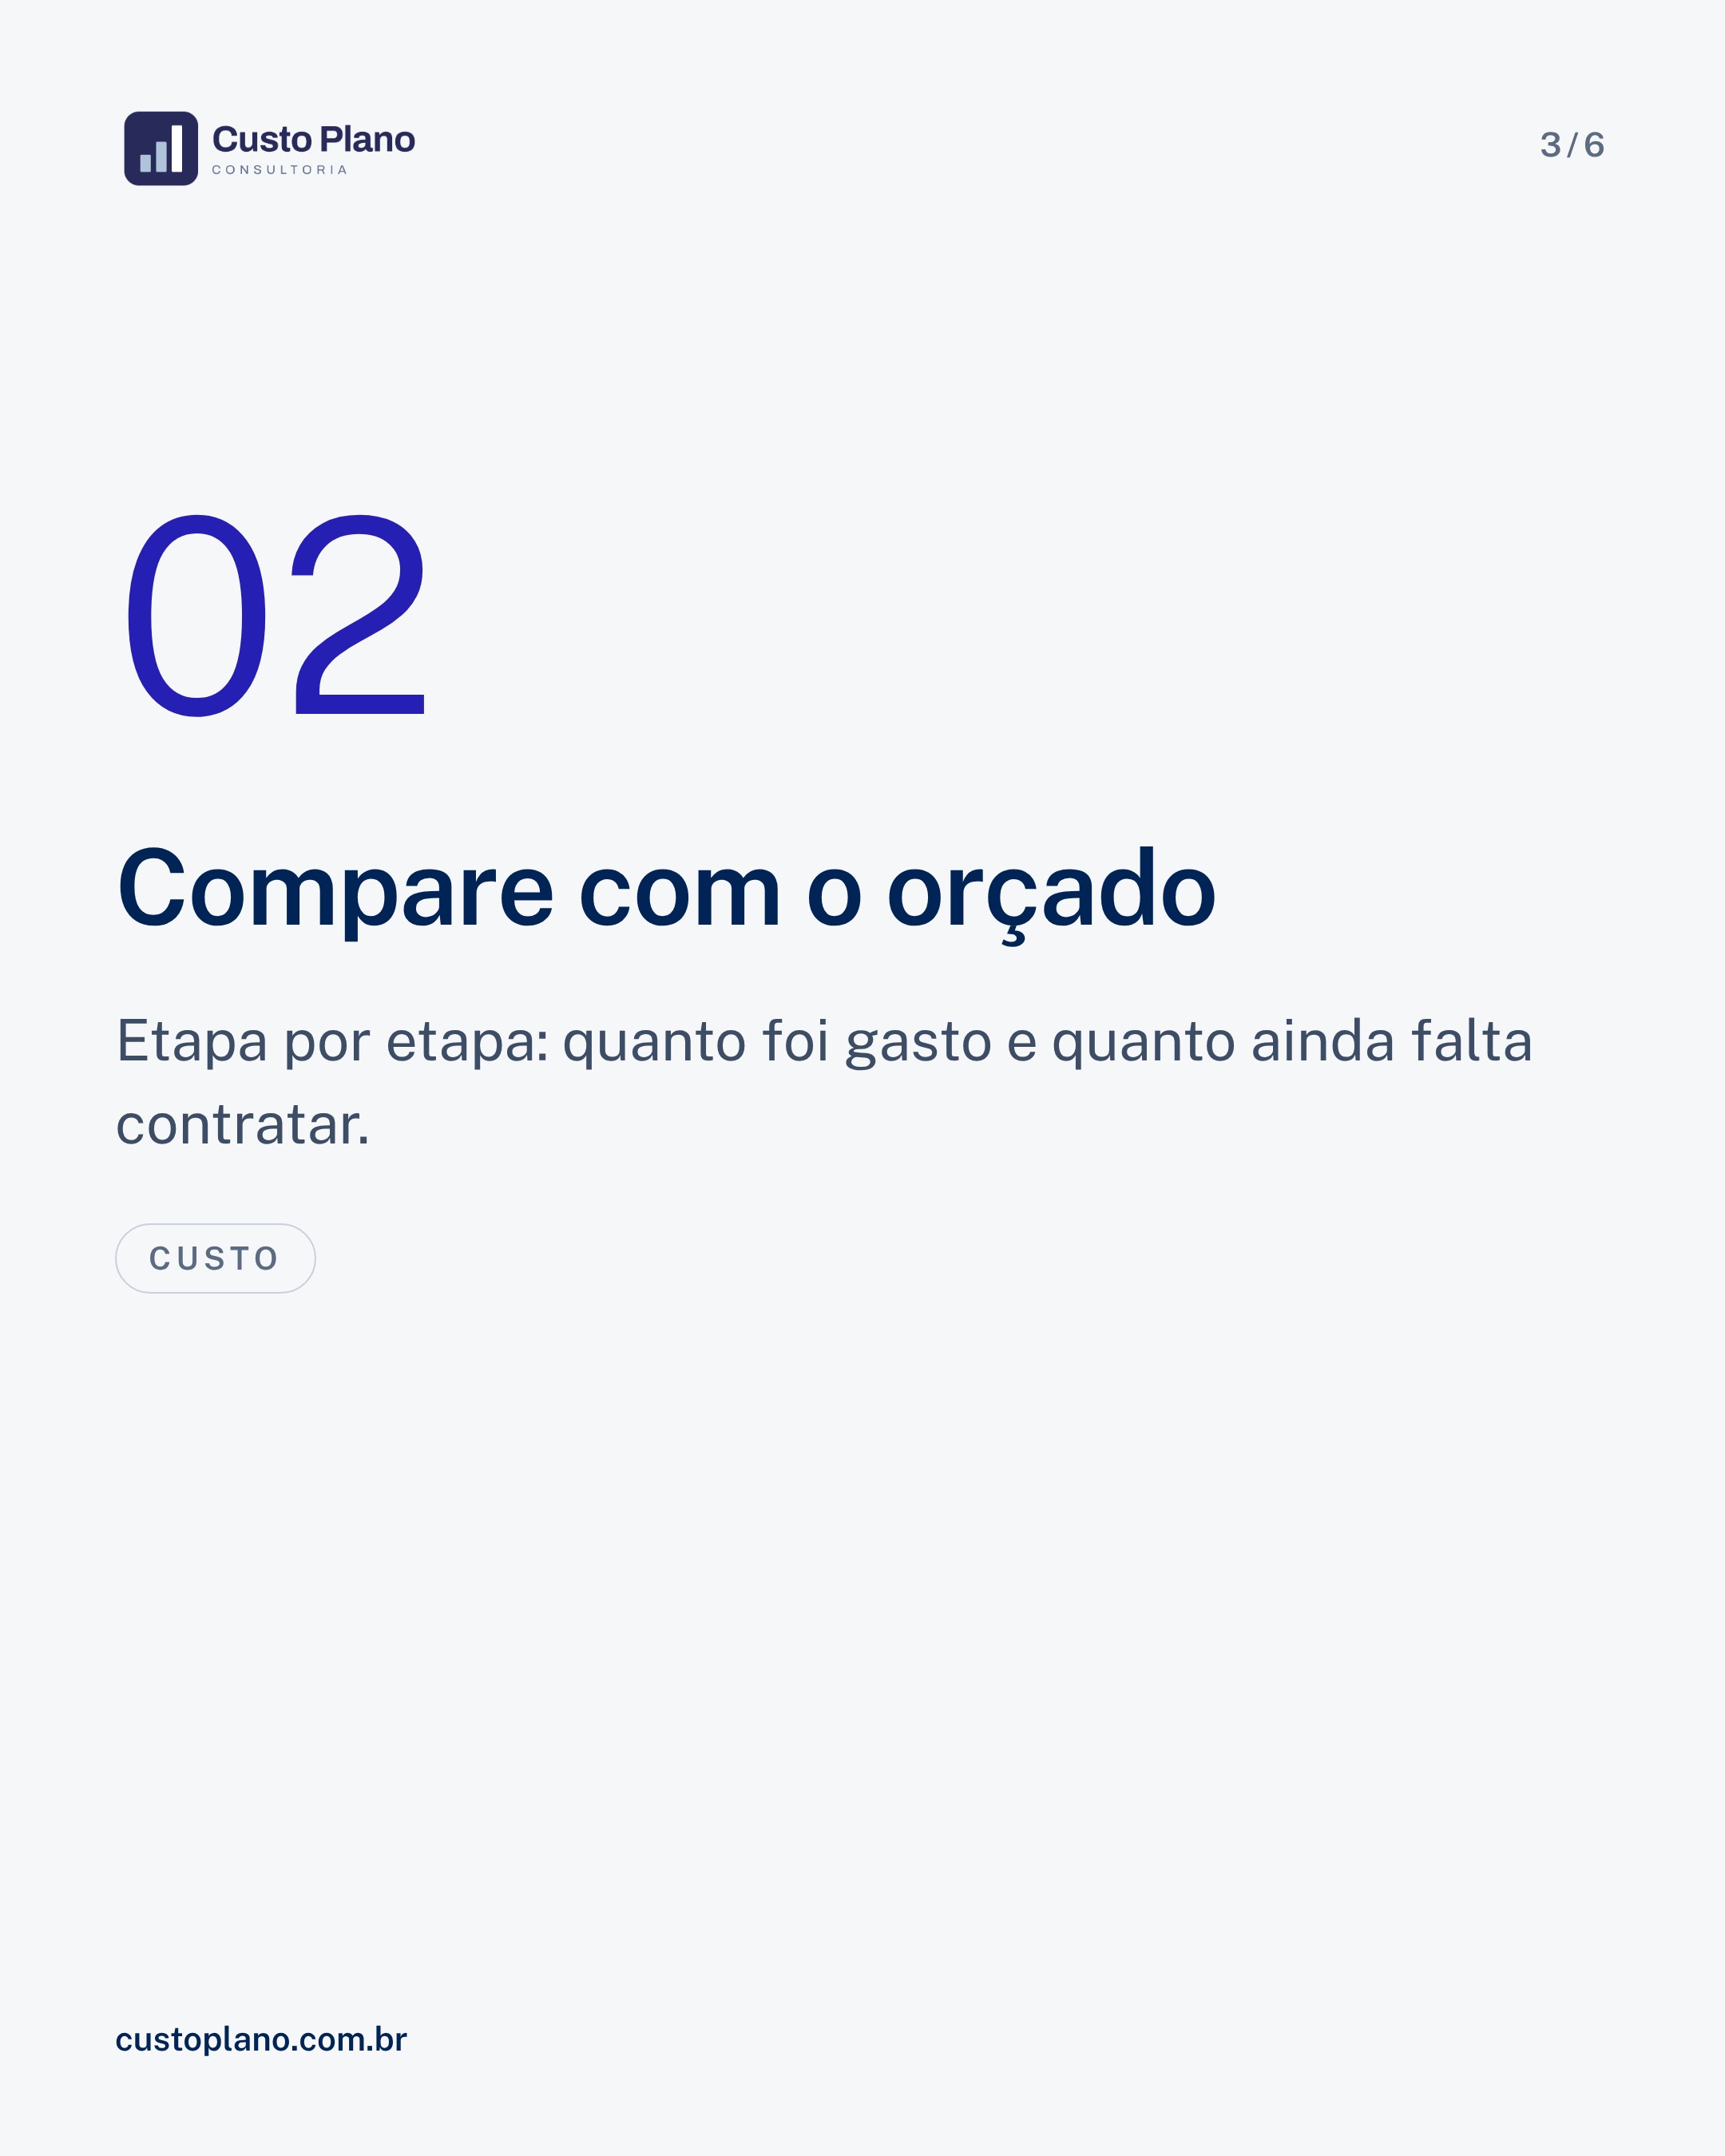 Custo Plano
CONSULTORIA
3/6
02
Compare com o orçado
Etapa por etapa: quanto foi gasto e quanto ainda falta
contratar.
CUSTO
custoplano.com.br